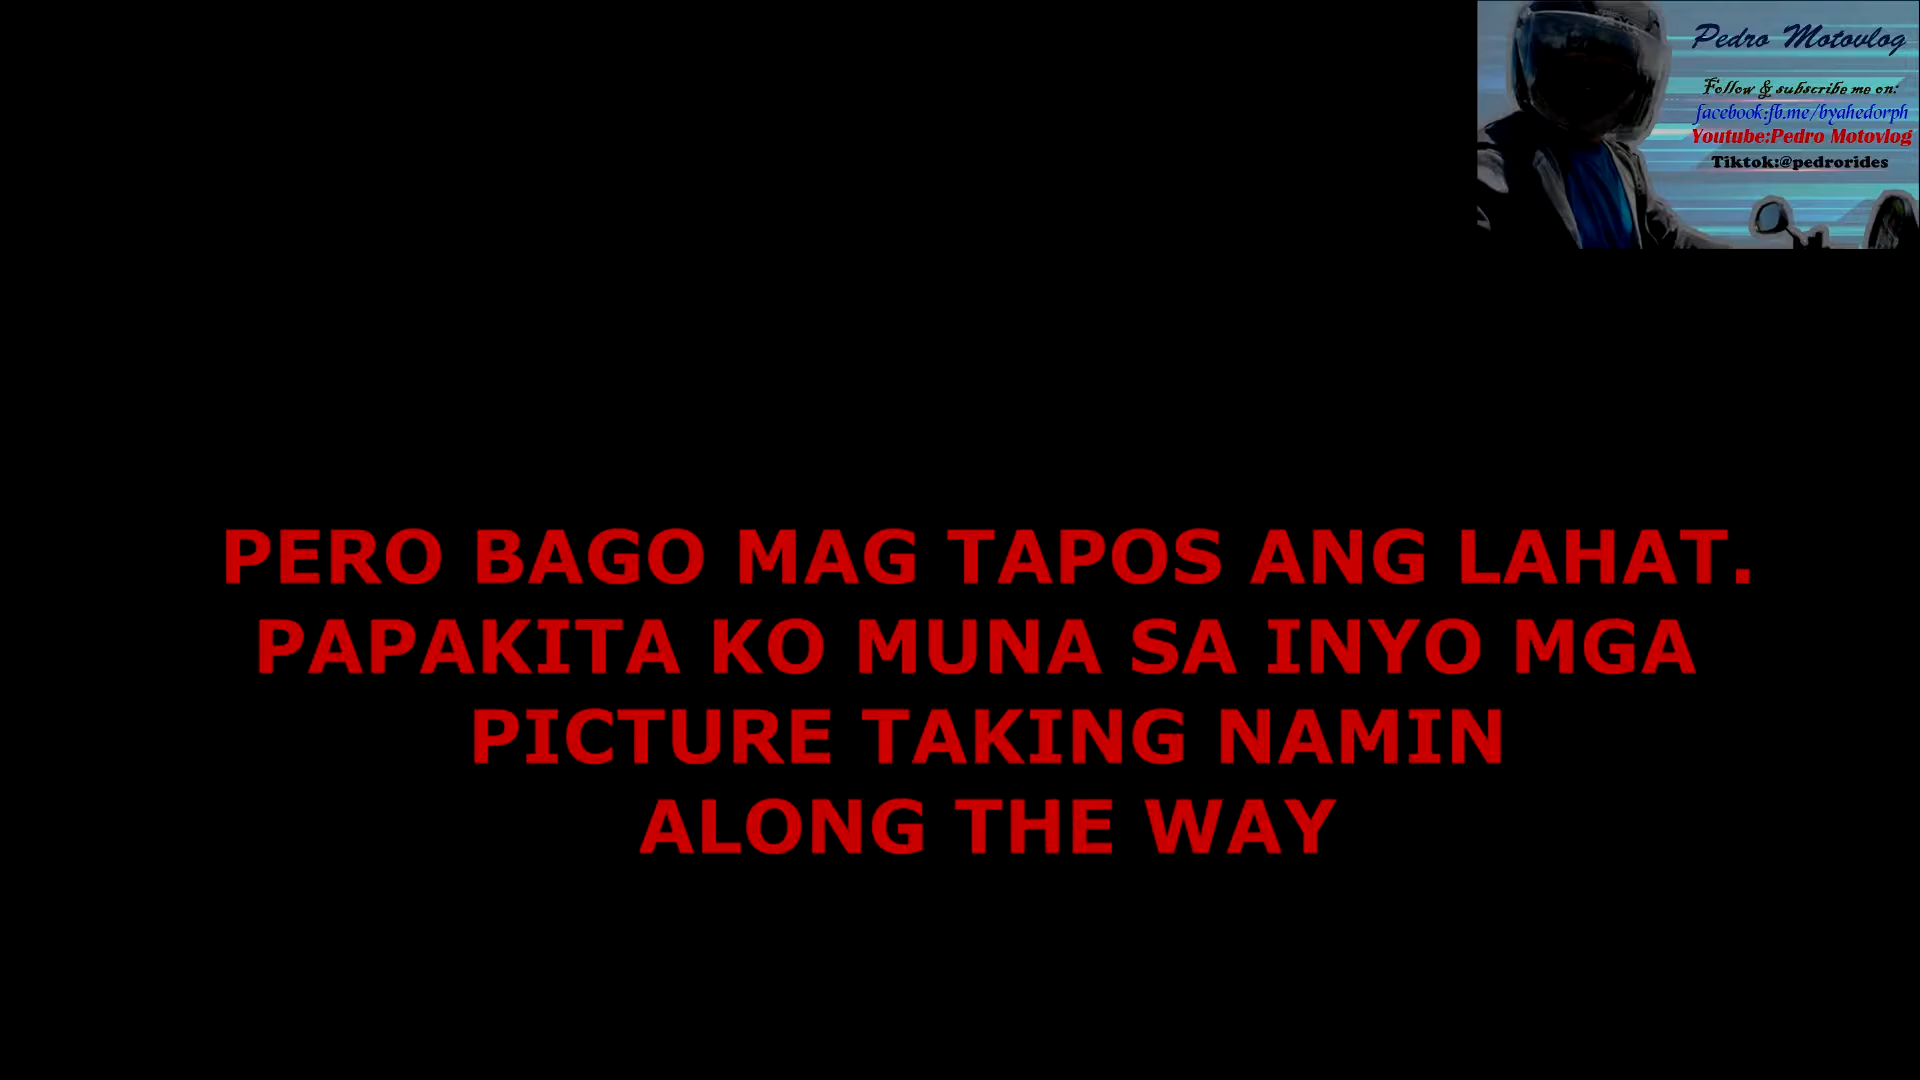 Pedro Motovlog
Follow & subscribe me on:
facebook:fb.me/byahedorph
Youtube:Pedro Motovlog
Tiktok:@pedrorides
PERO BAGO MAG TAPOS ANG LAHAT.
PAPAKITA KO MUNA SA INYO MGA
PICTURE TAKING NAMIN
ALONG THE WAY